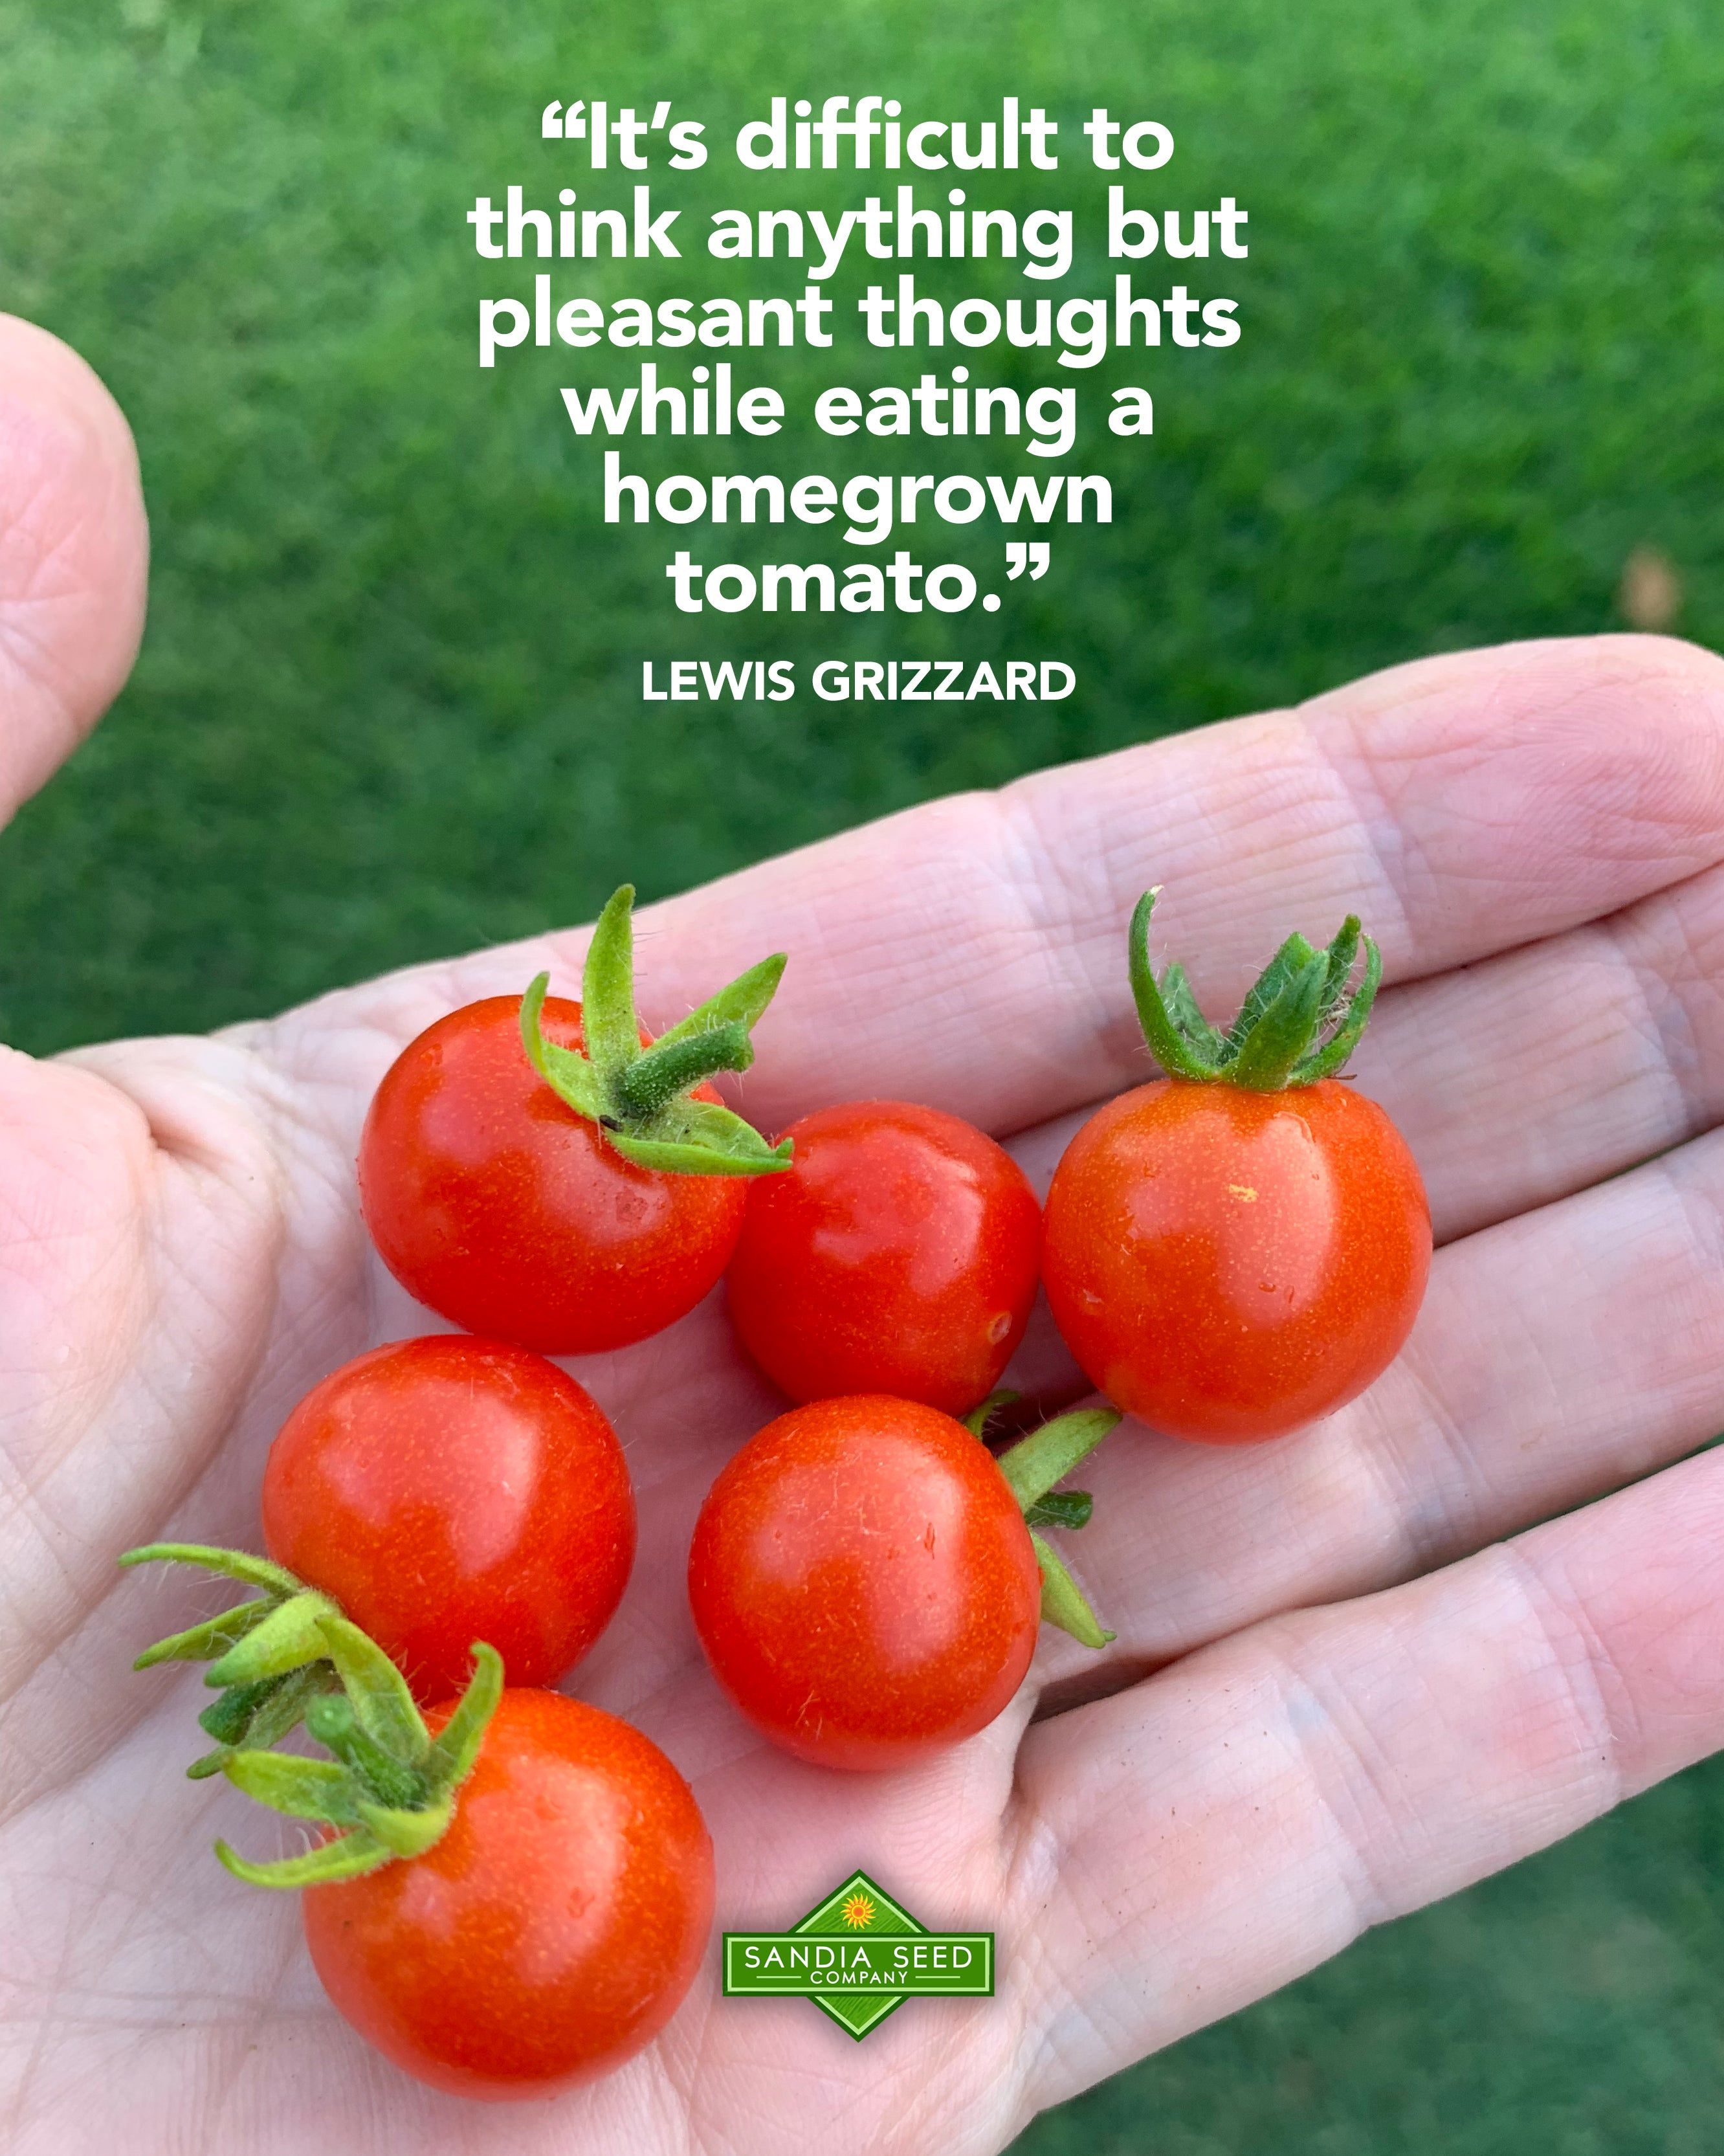 “It’s difficult to
think anything but
pleasant thoughts
while eating a
homegrown
tomato.”
LEWIS GRIZZARD
SANDIA SEED
COMPANY